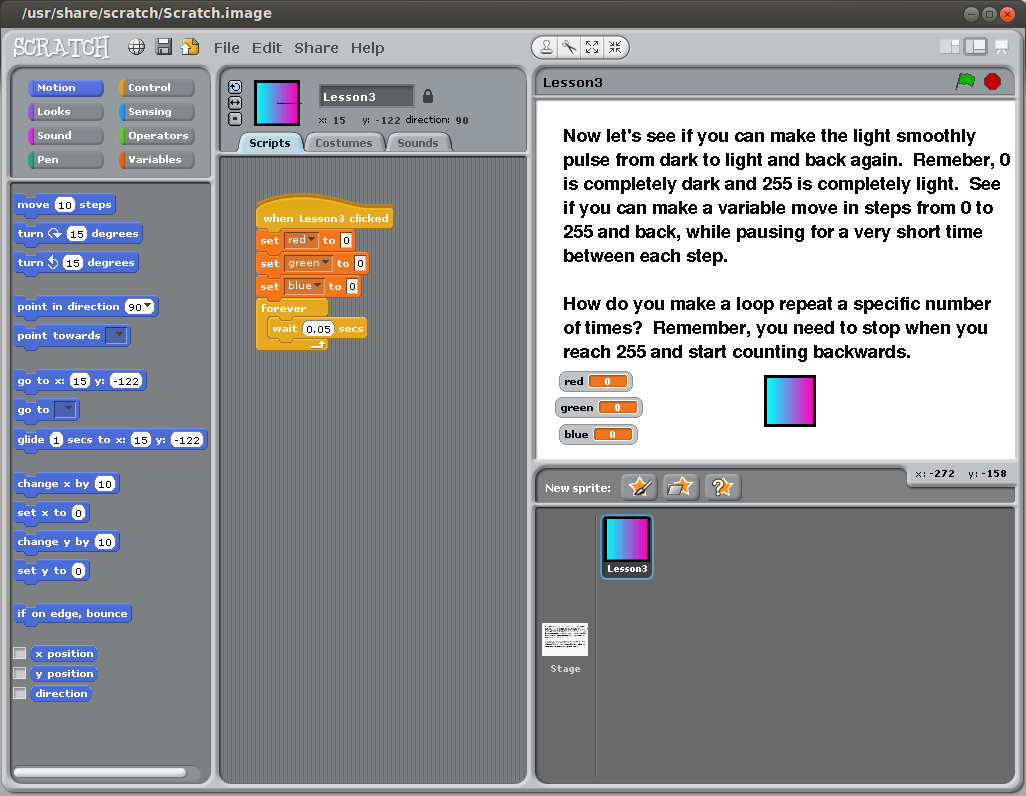 /usr/share/scratch/Scratch.image
SCRATCH File Edit Share Help
Motion Control
Looks Sensing
Sound Operators
Pen Variables
move 10 steps
turn 15 degrees
turn 15 degrees
point in direction 90
point towards
go to x: 15 y: -122
go to
glide 1 secs to x: 15 y: -122
change x by 10
set x to 0
change y by 10
set y to 0
if on edge, bounce
x position
y position
direction
Lesson3
x: 15 y: -122 direction: 90
Scripts Costumes Sounds
when Lesson3 clicked
set red to 0
set green to 0
set blue to 0
forever
wait 0.05 secs
Lesson3
Now let's see if you can make the light smoothly
pulse from dark to light and back again. Remeber, 0
is completely dark and 255 is completely light. See
if you can make a variable move in steps from 0 to
255 and back, while pausing for a very short time
between each step.
How do you make a loop repeat a specific number
of times? Remember, you need to stop when you
reach 255 and start counting backwards.
red 0
green 0
blue 0
x: -272 y: -158
New sprite:
Lesson3
Stage